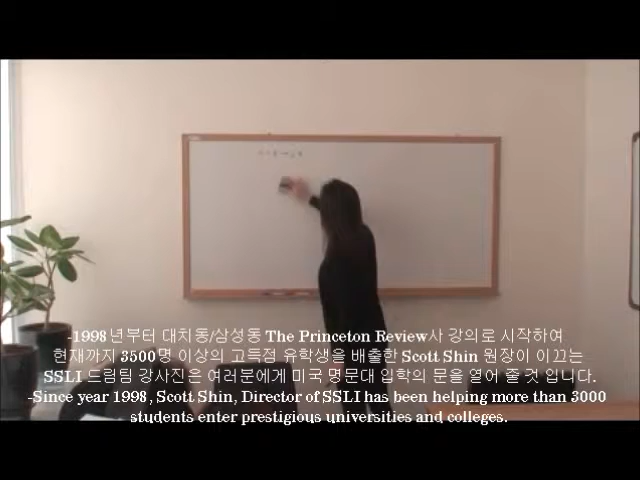 -1998년부터 대치동/삼성동 The Princeton Review사 강의로 시작하여
현재까지 3500명 이상의 고득점 유학생을 배출한 Scott Shin 원장이 이끄는
SSLI 드림팀 강사진은 여러분에게 미국 명문대 입학의 문을 열어 줄 것 입니다.
-Since year 1998, Scott Shin, Director of SSLI has been helping more than 3000
students enter prestigious universities and colleges.